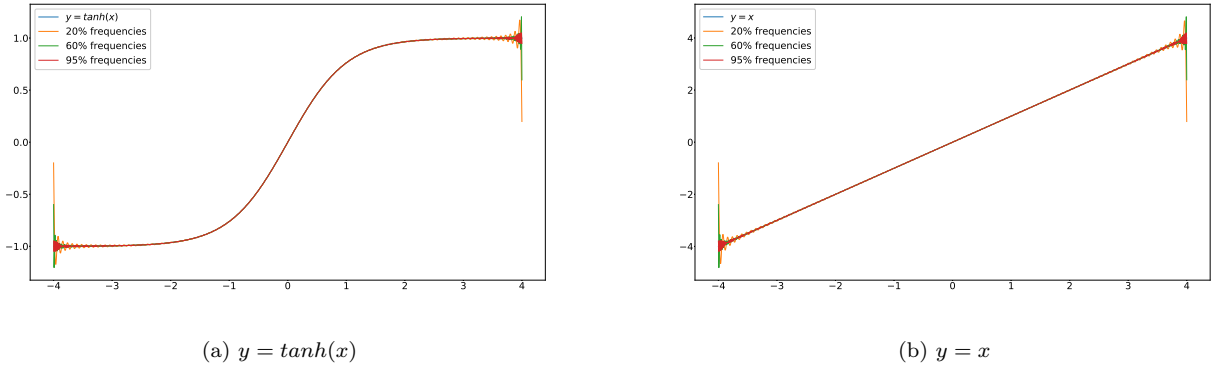 y = tanh(x)
20% frequencies
60% frequencies
95% frequencies
1.0
0.5
0.0
−0.5
−1.0
−4 −3 −2 −1 0 1 2 3 4
(a) y = tanh(x)
y = x
20% frequencies
60% frequencies
95% frequencies
4
2
0
−2
−4
−4 −3 −2 −1 0 1 2 3 4
(b) y = x